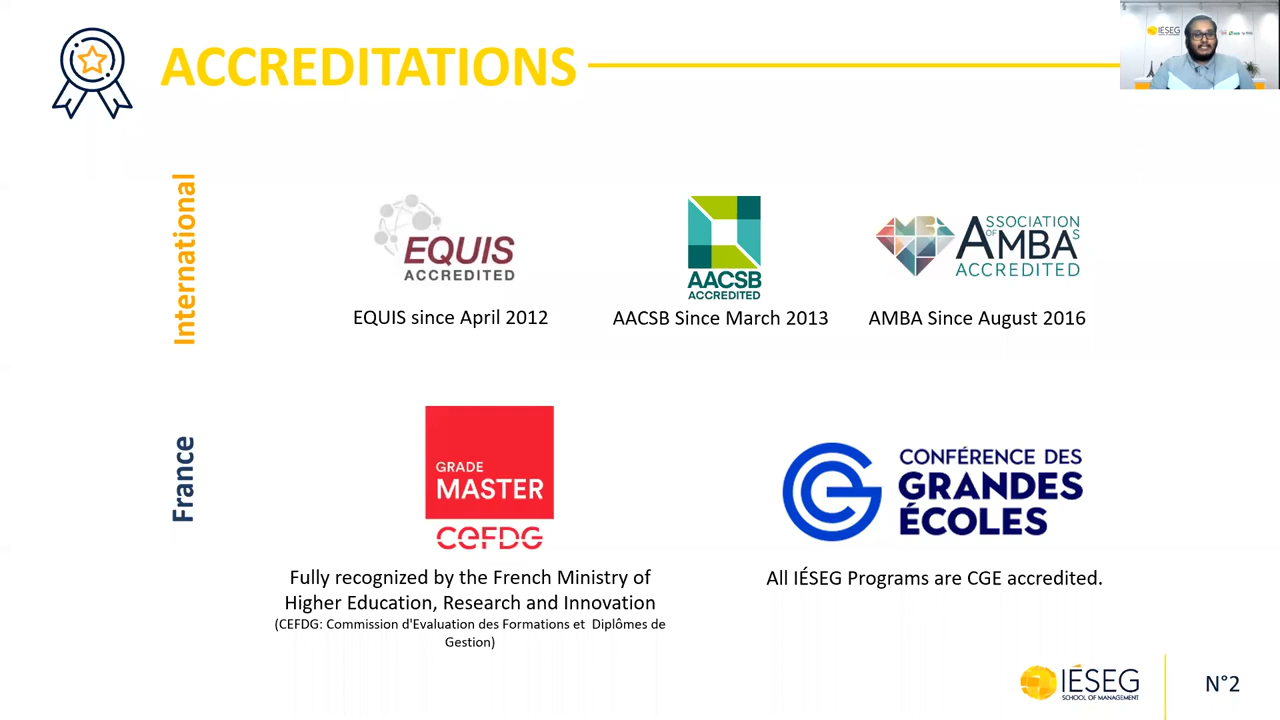 ACCREDITATIONS
IÉSEG
International
EQUIS
ACCREDITED
EQUIS since April 2012
AACSB
ACCREDITED
AACSB Since March 2013
ASSOCIATION
OF AMBAS
ACCREDITED
AMBA Since August 2016
France
GRADE
MASTER
CEFDG
Fully recognized by the French Ministry of
Higher Education, Research and Innovation
(CEFDG: Commission d'Evaluation des Formations et Diplômes de
Gestion)
CONFÉRENCE DES
GRANDES
ÉCOLES
All IÉSEG Programs are CGE accredited.
IÉSEG
SCHOOL OF MANAGEMENT
N°2